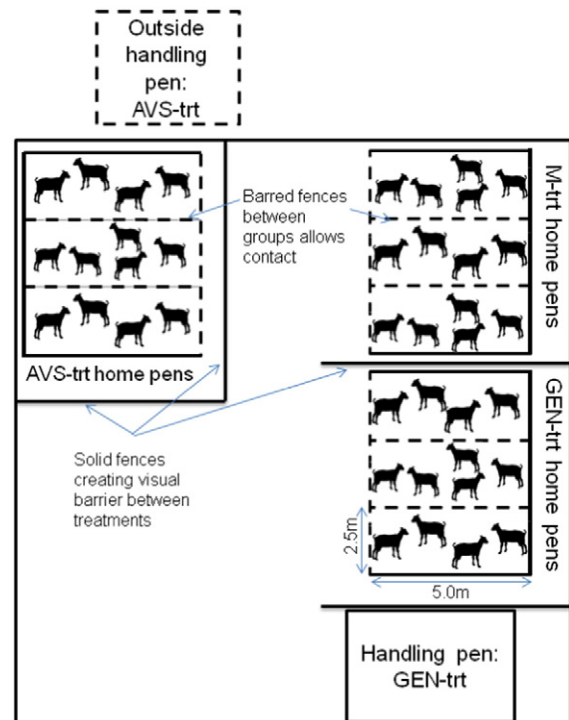 Outside
handling
pen:
AVS-trt
Barred fences
between
groups allows
contact
M-trt home pens
AVS-trt home pens
GEN-trt home pens
Solid fences
creating visual
barrier between
treatments
2.5m
5.0m
Handling pen:
GEN-trt